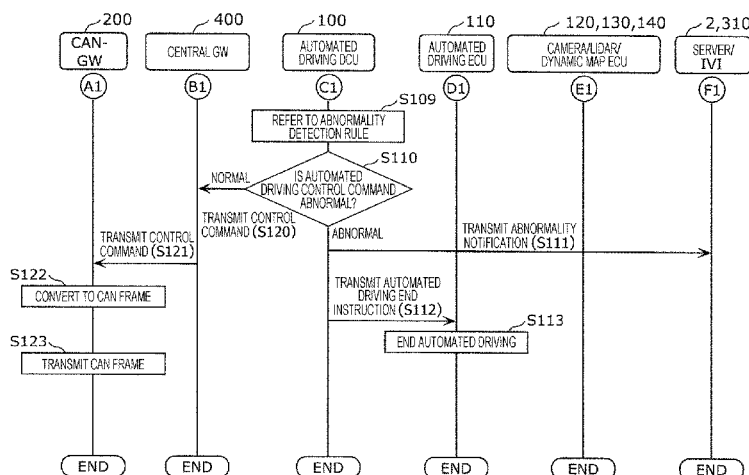 200
400
100
110
120,130,140
2,310
CAN-
GW
CENTRAL GW
AUTOMATED
DRIVING DCU
AUTOMATED
DRIVING ECU
CAMERA/LIDAR/
DYNAMIC MAP ECU
SERVER/
IVI
A1
B1
C1
D1
E1
F1
S109
REFER TO ABNORMALITY
DETECTION RULE
S110
IS AUTOMATED
DRIVING CONTROL COMMAND
ABNORMAL?
NORMAL
TRANSMIT CONTROL
COMMAND (S120)
ABNORMAL
TRANSMIT ABNORMALITY
NOTIFICATION (S111)
TRANSMIT CONTROL
COMMAND (S121)
S122
CONVERT TO CAN FRAME
TRANSMIT AUTOMATED
DRIVING END
INSTRUCTION (S112)
S113
END AUTOMATED DRIVING
S123
TRANSMIT CAN FRAME
END
END
END
END
END
END